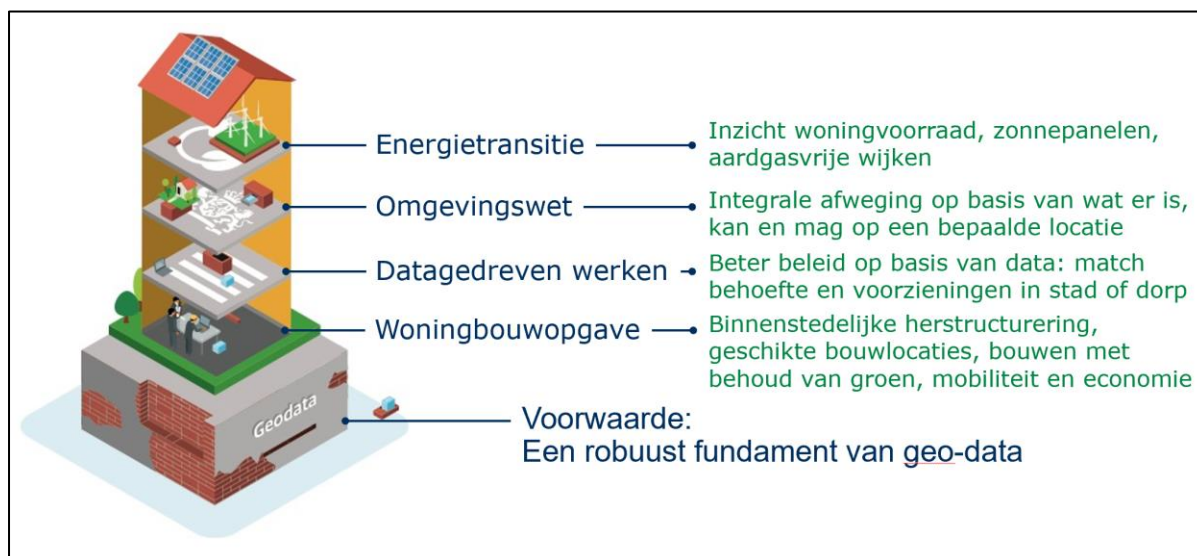 Energietransitie
Inzicht woningvoorraad, zonnepanelen,
aardgasvrije wijken
Omgevingswet
Integrale afweging op basis van wat er is,
kan en mag op een bepaalde locatie
Datagedreven werken
Beter beleid op basis van data: match
behoefte en voorzieningen in stad of dorp
Woningbouwopgave
Binnenstedelijke herstructurering,
geschikte bouwlocaties, bouwen met
behoud van groen, mobiliteit en economie
Geodata
Voorwaarde:
Een robuust fundament van geo-data